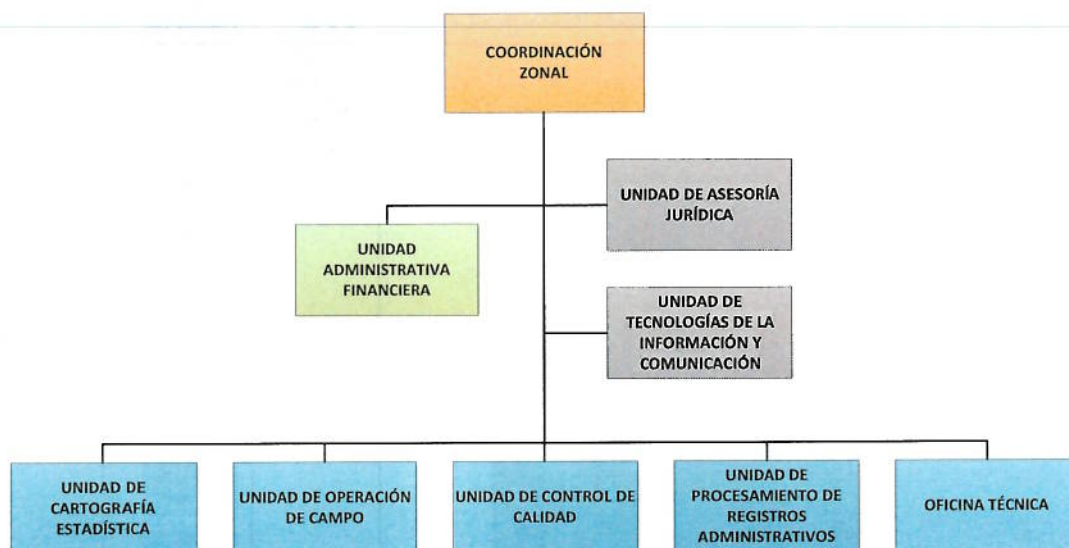 COORDINACIÓN
ZONAL
UNIDAD DE ASESORÍA
JURÍDICA
UNIDAD
ADMINISTRATIVA
FINANCIERA
UNIDAD DE
TECNOLOGÍAS DE LA
INFORMACIÓN Y
COMUNICACIÓN
UNIDAD DE
CARTOGRAFÍA
ESTADÍSTICA
UNIDAD DE OPERACIÓN
DE CAMPO
UNIDAD DE CONTROL DE
CALIDAD
UNIDAD DE
PROCESAMIENTO DE
REGISTROS
ADMINISTRATIVOS
OFICINA TÉCNICA